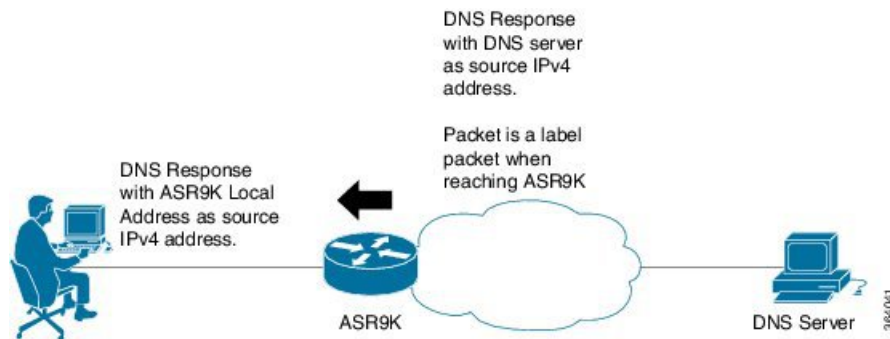 DNS Response
with DNS server
as source IPv4
address.
Packet is a label
packet when
reaching ASR9K
DNS Response
with ASR9K Local
Address as source
IPv4 address.
ASR9K
DNS Server
364061